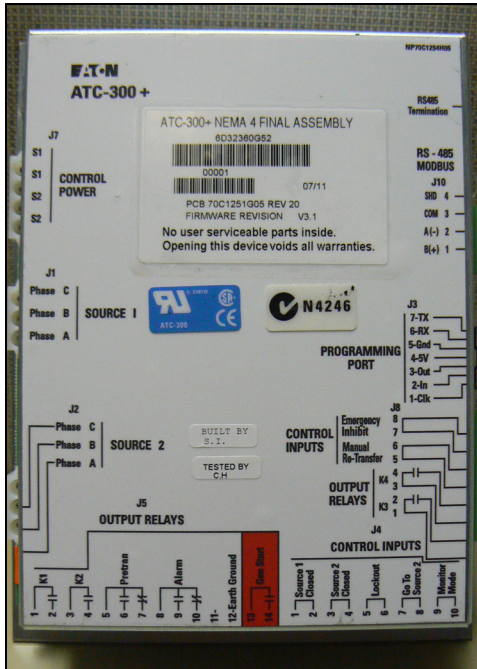 NP70C1254H05
EATON
ATC-300+
RS485
Termination
ATC-300+ NEMA 4 FINAL ASSEMBLY
6D32360G52
00001
07/11
PCB 70C1251G05 REV 20
FIRMWARE REVISION V3.1
No user serviceable parts inside.
Opening this device voids all warranties.
J7
S1
S1
S2
S2
CONTROL
POWER
RS - 485
MODBUS
J10
SHD 4
COM 3
A(-) 2
B(+) 1
J1
Phase C
Phase B
Phase A
SOURCE 1
ATC-300
CE
N4246
J3
7-TX
6-RX
5-Gnd
4-5V
3-Out
2-In
1-Clk
PROGRAMMING
PORT
J2
Phase C
Phase B
Phase A
SOURCE 2
BUILT BY
S.I.
TESTED BY
C.H
J8
CONTROL
INPUTS
Emergency
Inhibit
Manual
Re-Transfer
8
7
6
5
OUTPUT
RELAYS
K4
K3
4
3
2
1
J5
OUTPUT RELAYS
K1
K2
Pretran
Alarm
12-Earth Ground
Gen Start
1
2
3
4
5
6
7
8
9
10
11-
13
14
J4
CONTROL INPUTS
Source 1
Closed
Source 2
Closed
Lockout
Go To
Source 2
Monitor
Mode
1
2
3
4
5
6
7
8
9
10